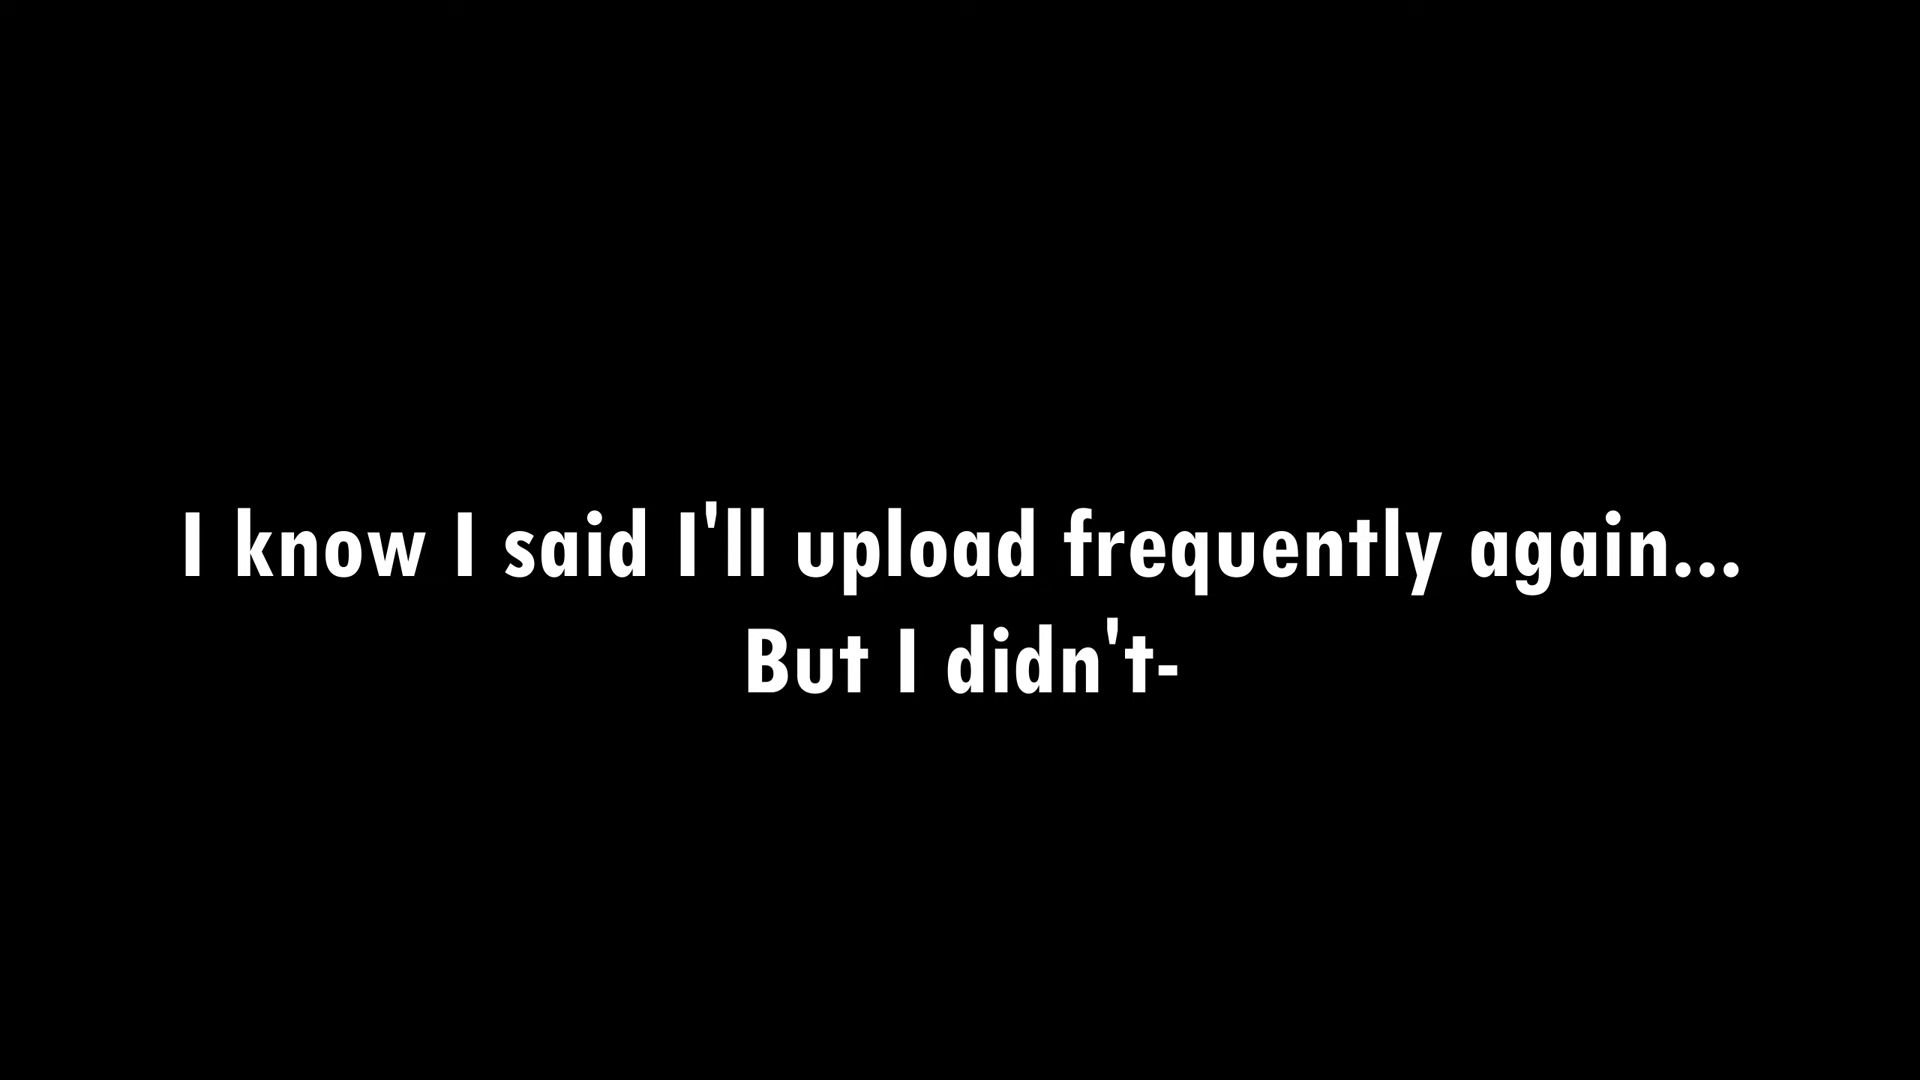 I know I said I'll upload frequently again...
But I didn't-